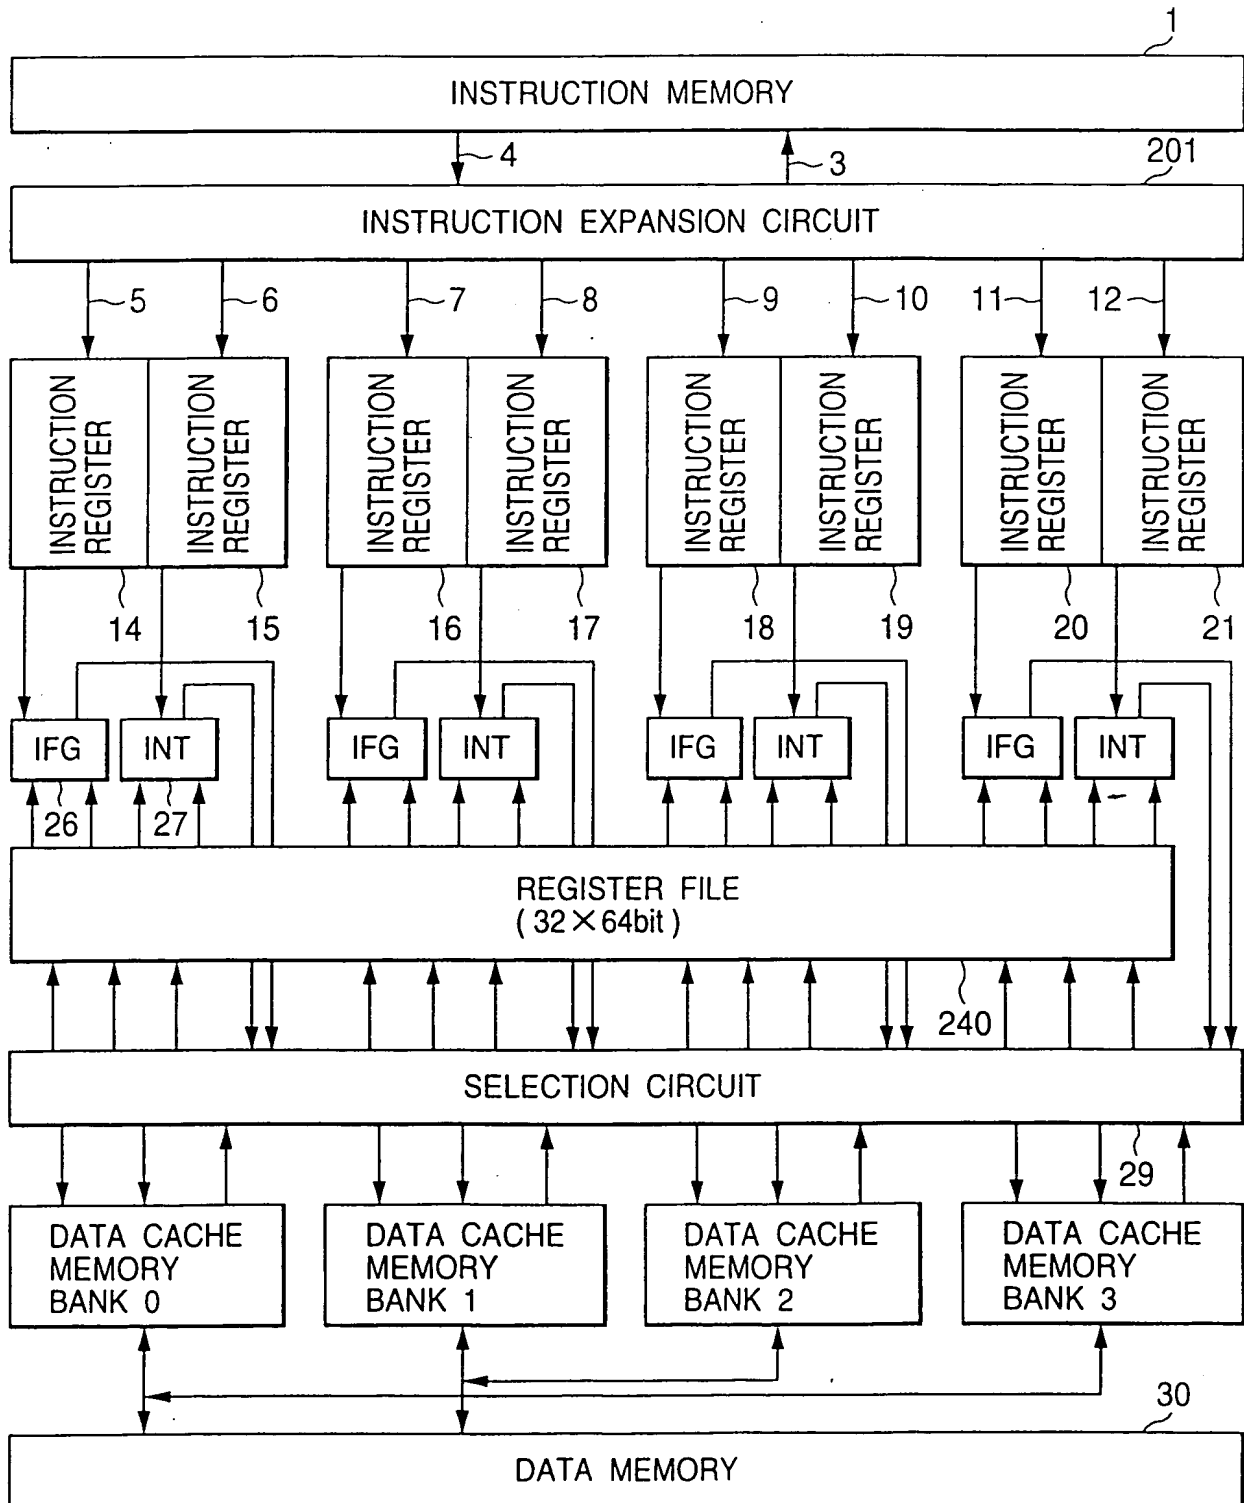 1
INSTRUCTION MEMORY
4
3
201
INSTRUCTION EXPANSION CIRCUIT
5
6
7
8
9
10
11
12
INSTRUCTION
REGISTER
INSTRUCTION
REGISTER
INSTRUCTION
REGISTER
INSTRUCTION
REGISTER
INSTRUCTION
REGISTER
INSTRUCTION
REGISTER
INSTRUCTION
REGISTER
INSTRUCTION
REGISTER
14
15
16
17
18
19
20
21
IFG
INT
IFG
INT
IFG
INT
IFG
INT
26
27
REGISTER FILE
(32×64bit)
240
SELECTION CIRCUIT
29
DATA CACHE
MEMORY
BANK 0
DATA CACHE
MEMORY
BANK 1
DATA CACHE
MEMORY
BANK 2
DATA CACHE
MEMORY
BANK 3
30
DATA MEMORY